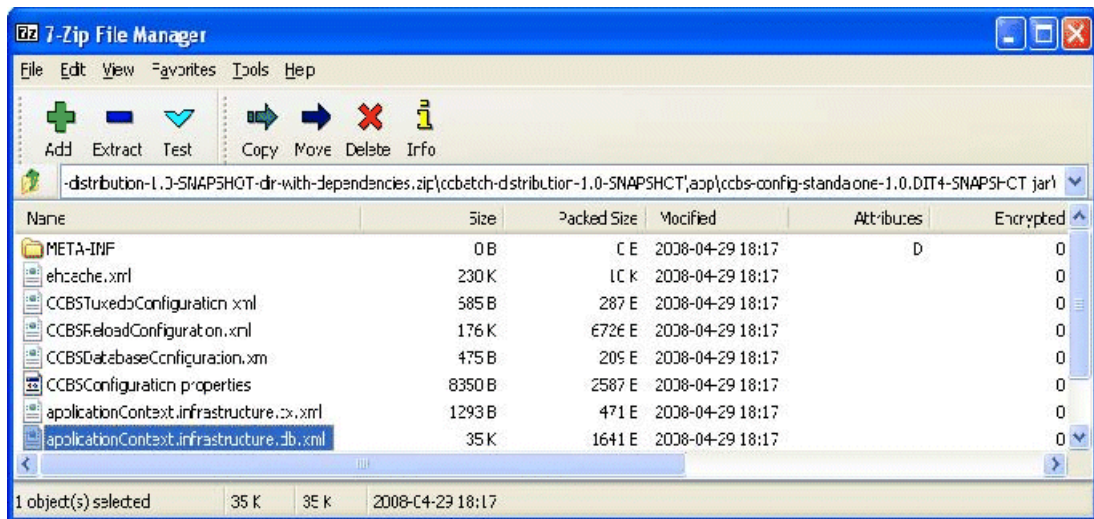 7-Zip File Manager
File Edit View Favorites Tools Help
Add Extract Test Copy Move Delete Info
-distribution-1.0-SNAPSHOT-dir-with-dependencies.zip\ccbatch-distribution-1.0-SNAPSHOT\app\ccbs-config-standalone-1.0.DIT4-SNAPSHOT.jar\
Name Size Packed Size Modified Attributes Encrypted
META-INF 0 B 0 B 2008-04-29 18:17 D 0
ehcache.xml 230 K 10 K 2008-04-29 18:17 0
CCBSTuxedoConfiguration.xml 685 B 287 B 2008-04-29 18:17 0
CCBSReloadConfiguration.xml 176 K 6726 B 2008-04-29 18:17 0
CCBSDatabaseConfiguration.xml 475 B 209 B 2008-04-29 18:17 0
CCBSConfiguration.properties 8350 B 2587 B 2008-04-29 18:17 0
applicationContext.infrastructure.cx.xml 1293 B 471 B 2008-04-29 18:17 0
applicationContext.infrastructure.db.xml 35 K 1641 B 2008-04-29 18:17 0
1 object(s) selected 35 K 35 K 2008-04-29 18:17